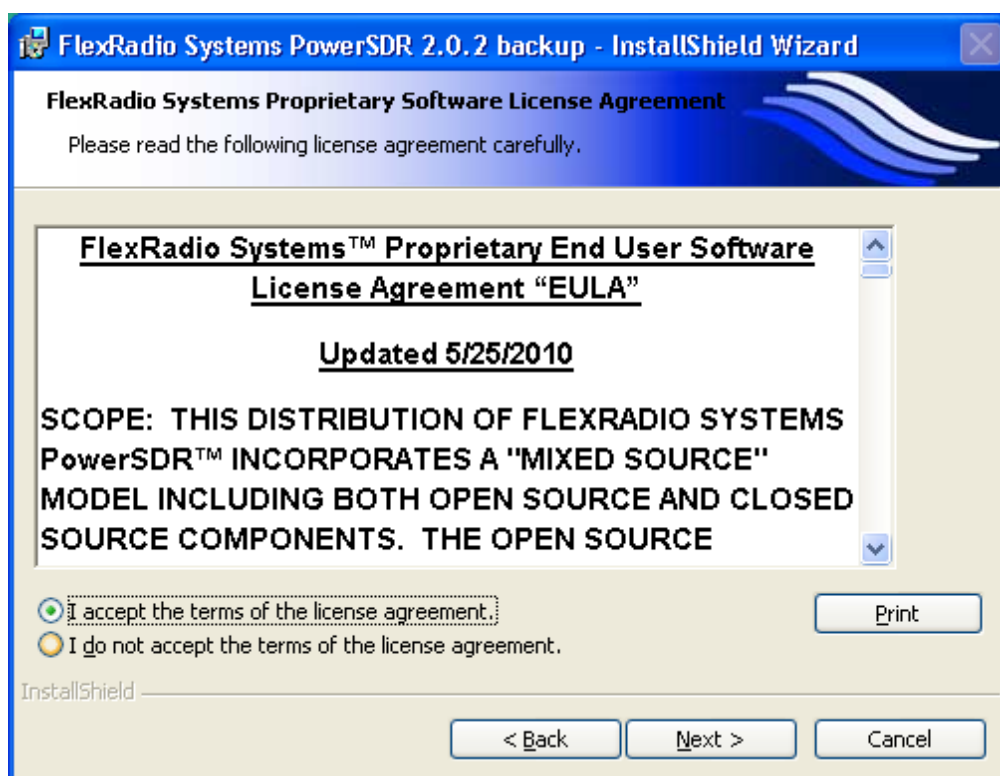 FlexRadio Systems PowerSDR 2.0.2 backup - InstallShield Wizard
FlexRadio Systems Proprietary Software License Agreement
Please read the following license agreement carefully.
FlexRadio Systems™ Proprietary End User Software
License Agreement “EULA”
Updated 5/25/2010
SCOPE:  THIS DISTRIBUTION OF FLEXRADIO SYSTEMS
PowerSDR™ INCORPORATES A "MIXED SOURCE"
MODEL INCLUDING BOTH OPEN SOURCE AND CLOSED
SOURCE COMPONENTS.  THE OPEN SOURCE
I accept the terms of the license agreement.
Print
I do not accept the terms of the license agreement.
InstallShield
< Back
Next >
Cancel